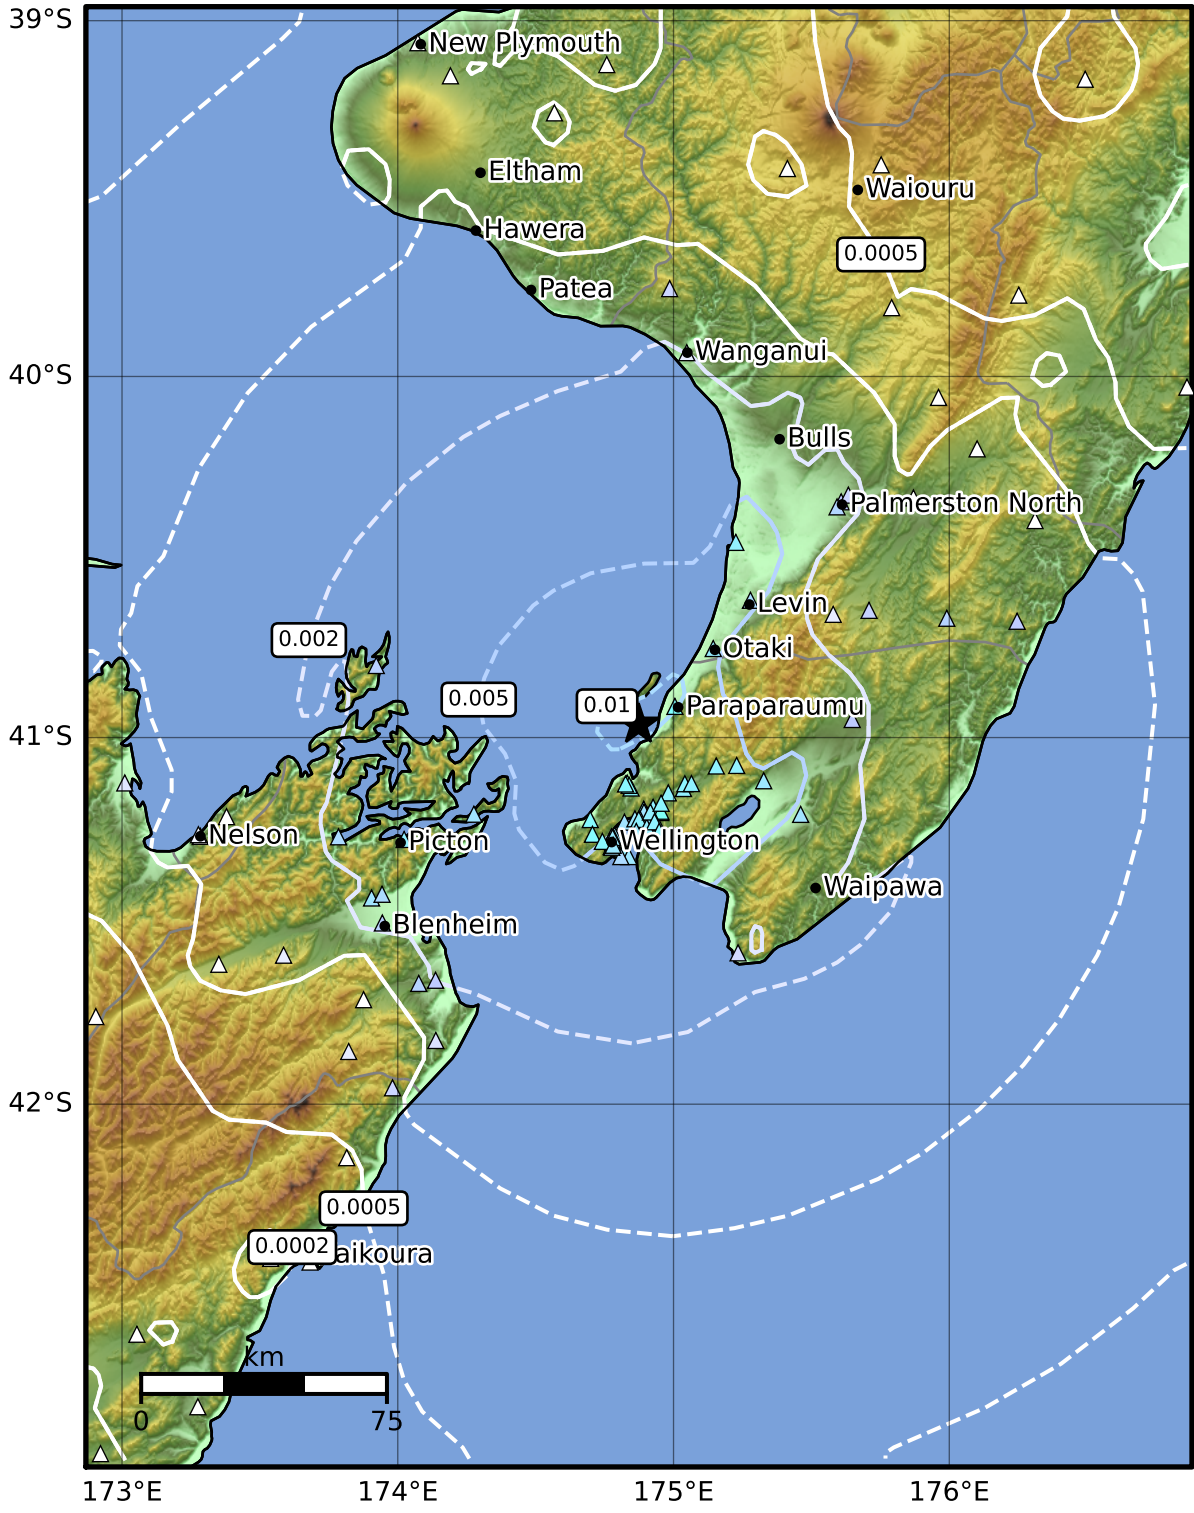 39°S
New Plymouth
Eltham
Waiouru
Hawera
0.0005
Patea
Wanganui
40°S
Bulls
Palmerston North
Levin
0.002
Otaki
0.005
0.01
Paraparaumu
41°S
Nelson
Picton
Wellington
Waipawa
Blenheim
42°S
0.0005
0.0002
aikoura
km
0
75
173°E
174°E
175°E
176°E